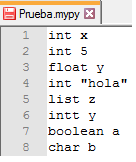 Prueba.mypy
1 int x
2 int 5
3 float y
4 int "hola"
5 list z
6 intt y
7 boolean a
8 char b